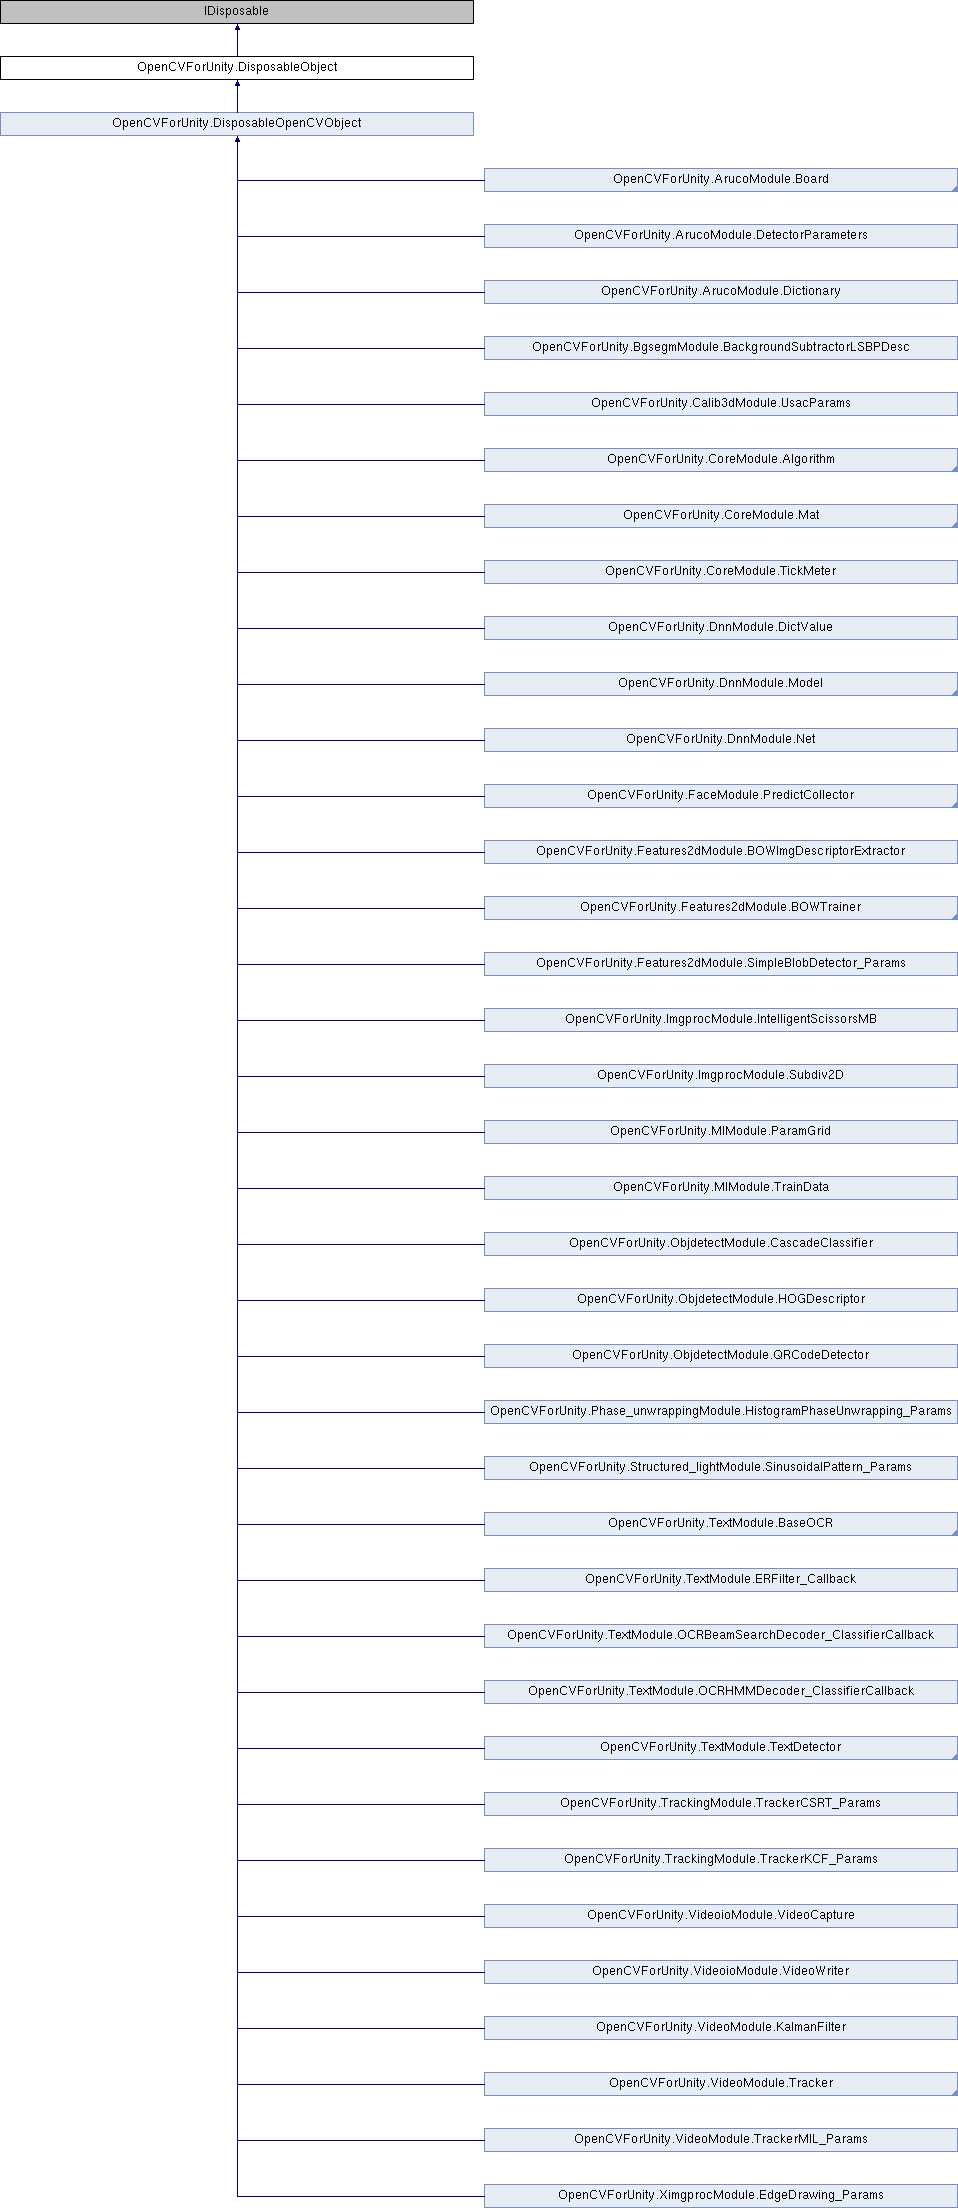 IDisposable
OpenCVForUnity.DisposableObject
OpenCVForUnity.DisposableOpenCVObject
OpenCVForUnity.ArucoModule.Board
OpenCVForUnity.ArucoModule.DetectorParameters
OpenCVForUnity.ArucoModule.Dictionary
OpenCVForUnity.BgsegmModule.BackgroundSubtractorLSBPDesc
OpenCVForUnity.Calib3dModule.UsacParams
OpenCVForUnity.CoreModule.Algorithm
OpenCVForUnity.CoreModule.Mat
OpenCVForUnity.CoreModule.TickMeter
OpenCVForUnity.DnnModule.DictValue
OpenCVForUnity.DnnModule.Model
OpenCVForUnity.DnnModule.Net
OpenCVForUnity.FaceModule.PredictCollector
OpenCVForUnity.Features2dModule.BOWImgDescriptorExtractor
OpenCVForUnity.Features2dModule.BOWTrainer
OpenCVForUnity.Features2dModule.SimpleBlobDetector_Params
OpenCVForUnity.ImgprocModule.IntelligentScissorsMB
OpenCVForUnity.ImgprocModule.Subdiv2D
OpenCVForUnity.MlModule.ParamGrid
OpenCVForUnity.MlModule.TrainData
OpenCVForUnity.ObjdetectModule.CascadeClassifier
OpenCVForUnity.ObjdetectModule.HOGDescriptor
OpenCVForUnity.ObjdetectModule.QRCodeDetector
OpenCVForUnity.Phase_unwrappingModule.HistogramPhaseUnwrapping_Params
OpenCVForUnity.Structured_lightModule.SinusoidalPattern_Params
OpenCVForUnity.TextModule.BaseOCR
OpenCVForUnity.TextModule.ERFilter_Callback
OpenCVForUnity.TextModule.OCRBeamSearchDecoder_ClassifierCallback
OpenCVForUnity.TextModule.OCRHMMDecoder_ClassifierCallback
OpenCVForUnity.TextModule.TextDetector
OpenCVForUnity.TrackingModule.TrackerCSRT_Params
OpenCVForUnity.TrackingModule.TrackerKCF_Params
OpenCVForUnity.VideoioModule.VideoCapture
OpenCVForUnity.VideoioModule.VideoWriter
OpenCVForUnity.VideoModule.KalmanFilter
OpenCVForUnity.VideoModule.Tracker
OpenCVForUnity.VideoModule.TrackerMIL_Params
OpenCVForUnity.XimgprocModule.EdgeDrawing_Params